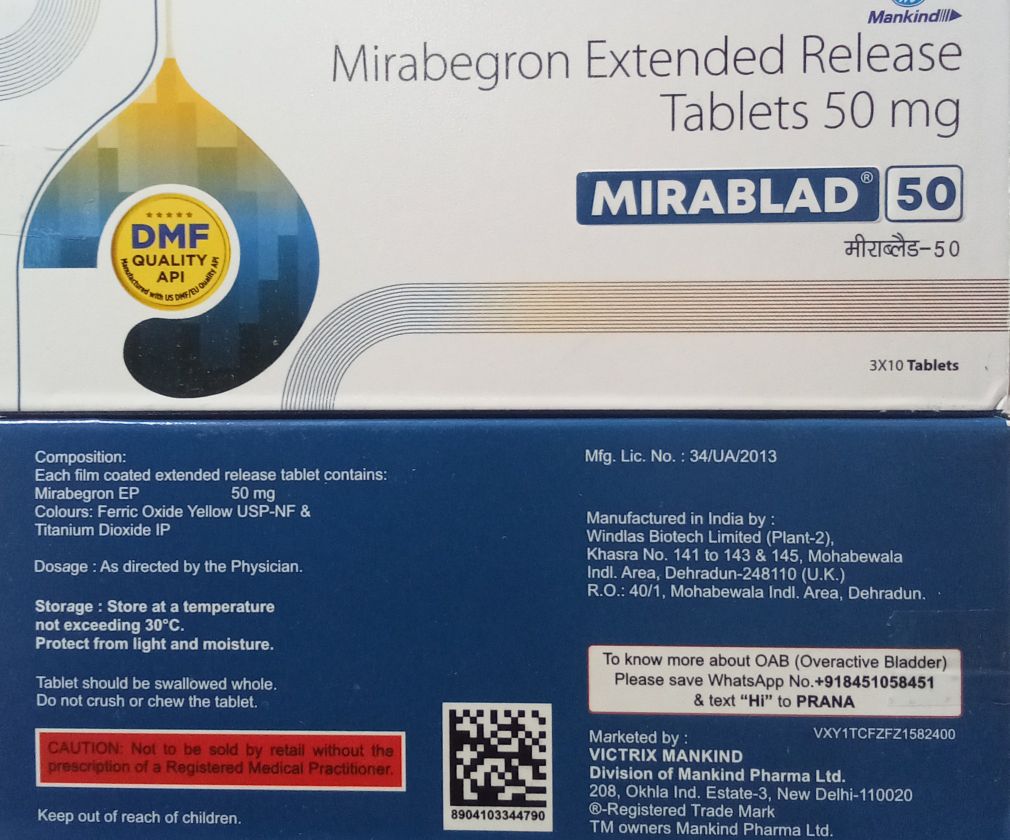 Mankind
Mirabegron Extended Release
Tablets 50 mg
MIRABLAD® 50
मीराब्लैड-50
★★★★★
DMF
QUALITY
API
Manufactured with US DMF/EU Quality API
3X10 Tablets
Composition:
Each film coated extended release tablet contains:
Mirabegron EP 50 mg
Colours: Ferric Oxide Yellow USP-NF &
Titanium Dioxide IP
Dosage : As directed by the Physician.
Storage : Store at a temperature
not exceeding 30°C.
Protect from light and moisture.
Tablet should be swallowed whole.
Do not crush or chew the tablet.
CAUTION: Not to be sold by retail without the
prescription of a Registered Medical Practitioner.
Keep out of reach of children.
8904103344790
Mfg. Lic. No. : 34/UA/2013
Manufactured in India by :
Windlas Biotech Limited (Plant-2),
Khasra No. 141 to 143 & 145, Mohabewala
Indl. Area, Dehradun-248110 (U.K.)
R.O.: 40/1, Mohabewala Indl. Area, Dehradun.
To know more about OAB (Overactive Bladder)
Please save WhatsApp No.+918451058451
& text “Hi” to PRANA
VXY1TCFZFZ1582400
Marketed by :
VICTRIX MANKIND
Division of Mankind Pharma Ltd.
208, Okhla Ind. Estate-3, New Delhi-110020
®-Registered Trade Mark
TM owners Mankind Pharma Ltd.